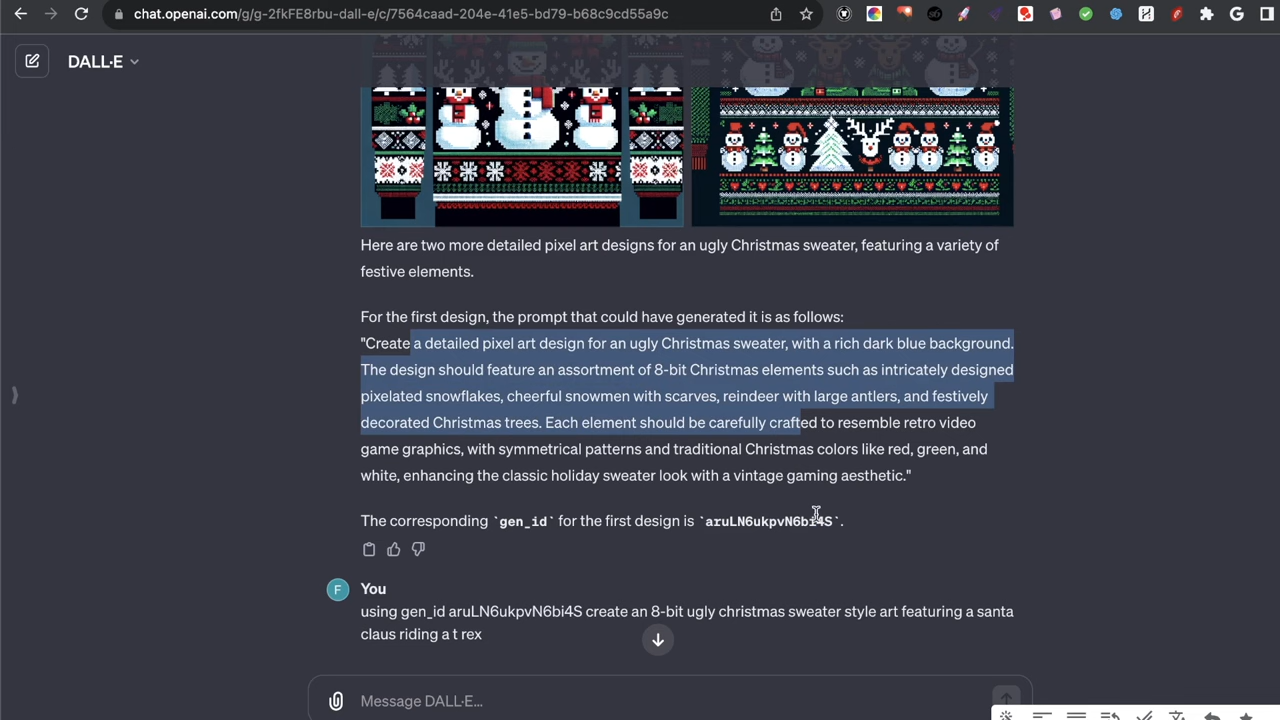 chat.openai.com/g/g-2fkFE8rbu-dall-e/c/7564caad-204e-41e5-bd79-b68c9cd55a9c
DALL·E
Here are two more detailed pixel art designs for an ugly Christmas sweater, featuring a variety of
festive elements.
For the first design, the prompt that could have generated it is as follows:
"Create a detailed pixel art design for an ugly Christmas sweater, with a rich dark blue background.
The design should feature an assortment of 8-bit Christmas elements such as intricately designed
pixelated snowflakes, cheerful snowmen with scarves, reindeer with large antlers, and festively
decorated Christmas trees. Each element should be carefully crafted to resemble retro video
game graphics, with symmetrical patterns and traditional Christmas colors like red, green, and
white, enhancing the classic holiday sweater look with a vintage gaming aesthetic."
The corresponding `gen_id` for the first design is `aruLN6ukpvN6bi4S`.
F
You
using gen_id aruLN6ukpvN6bi4S create an 8-bit ugly christmas sweater style art featuring a santa
claus riding a t rex
Message DALL·E